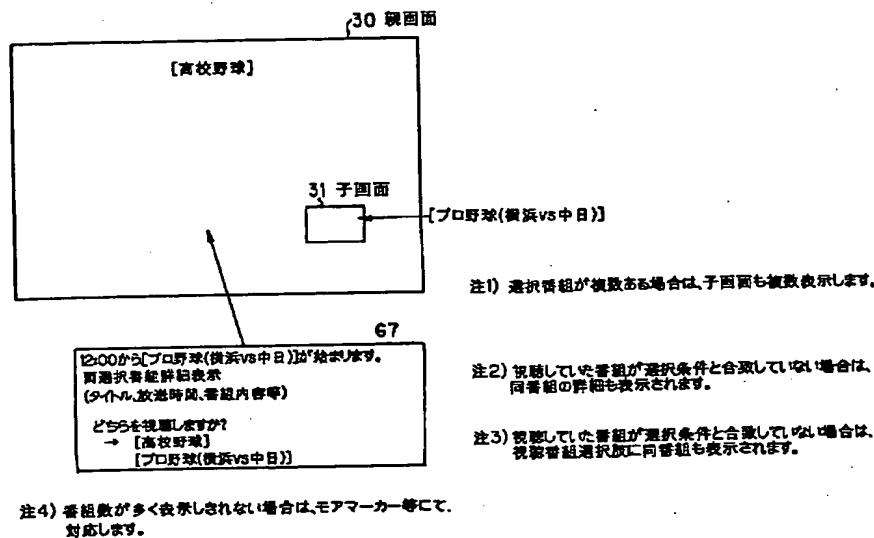 30 親画面
[高校野球]
31 子画面
[プロ野球(横浜vs中日)]
注1) 選択番組が複数ある場合は、子画面も複数表示します。
67
12:00から[プロ野球(横浜vs中日)]が始まります。
両選択番組詳細表示
(タイトル、放送時間、番組内容等)
どちらを視聴しますか?
→ [高校野球]
[プロ野球(横浜vs中日)]
注2) 視聴していた番組が選択条件と合致していない場合は、
同番組の詳細も表示されます。
注3) 視聴していた番組が選択条件と合致していない場合は、
視聴番組選択肢に同番組も表示されます。
注4) 番組数が多く表示しきれない場合は、モアマーカー等にて、
対応します。